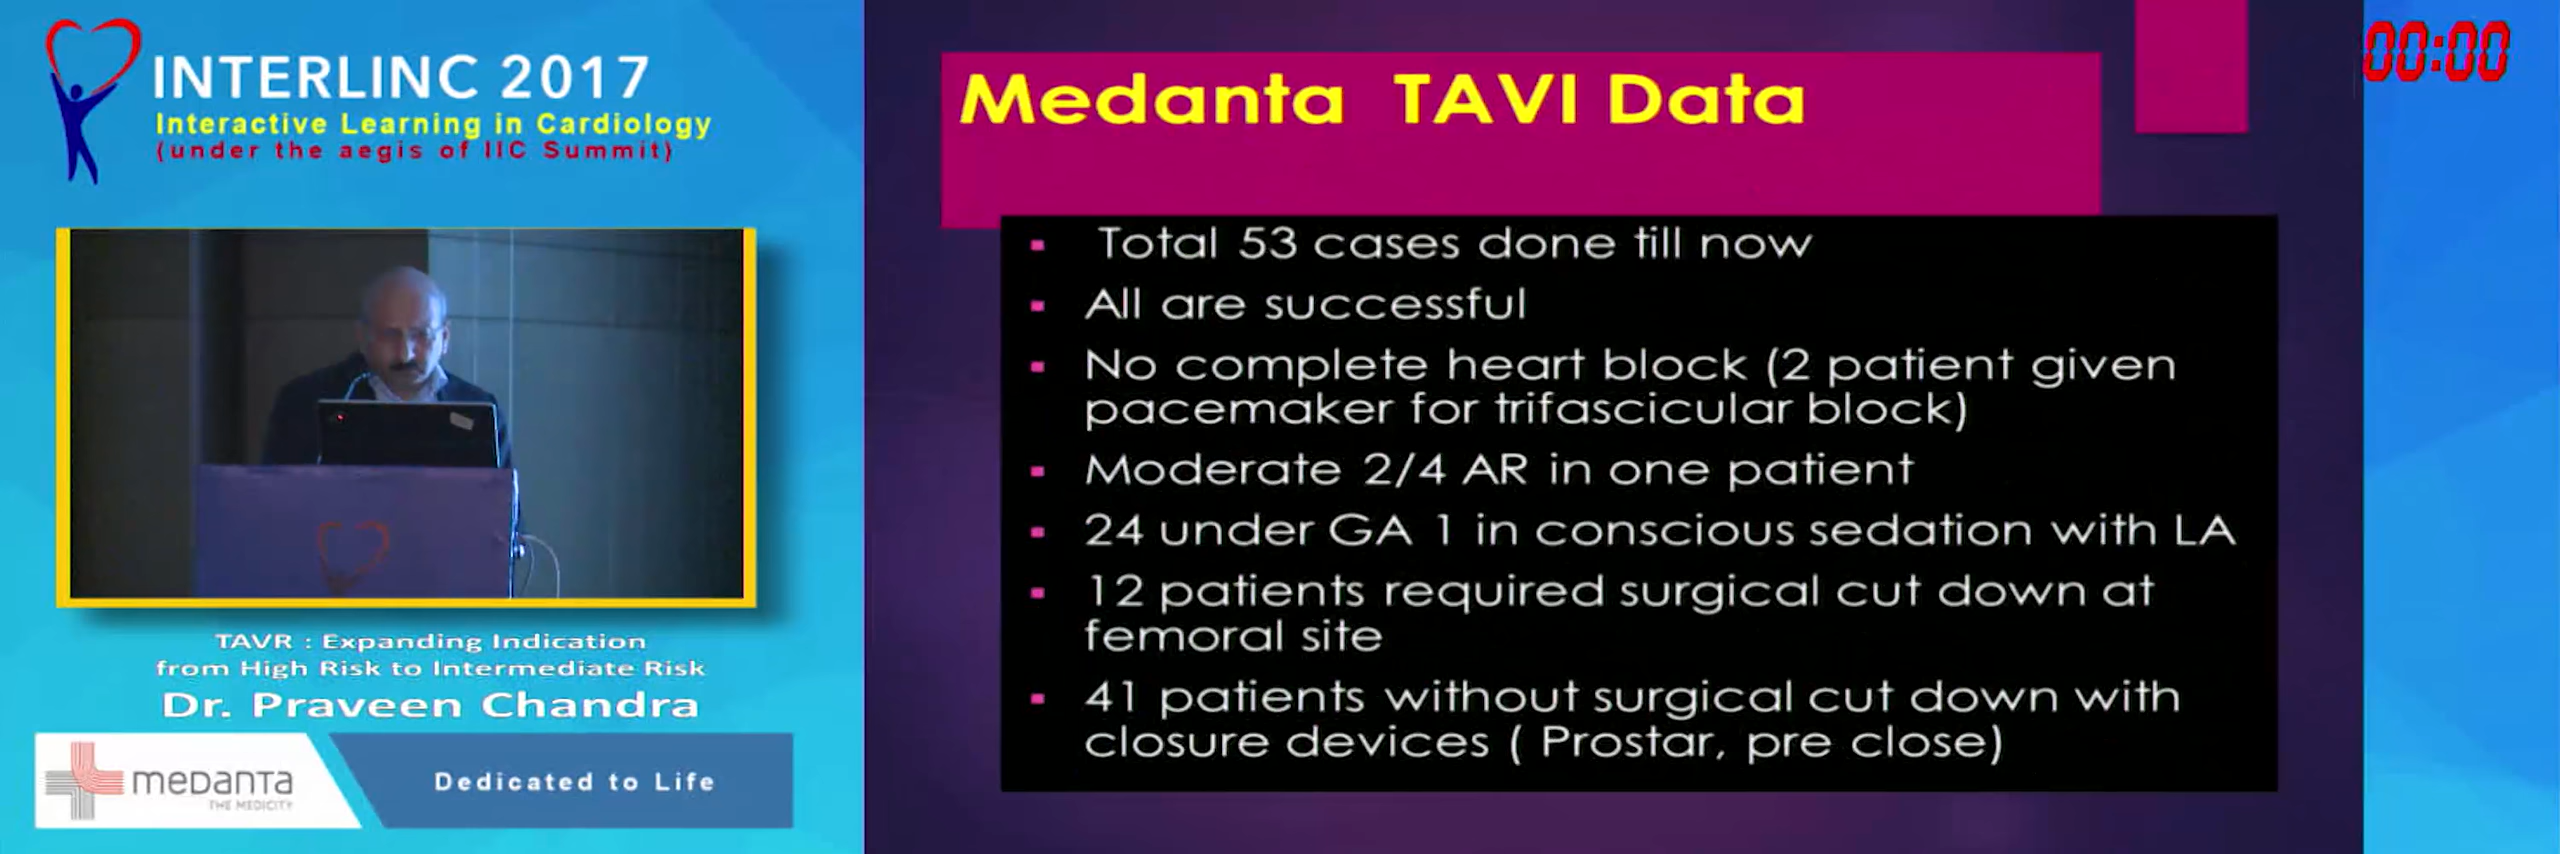 INTERLINC 2017
Interactive Learning in Cardiology
(under the aegis of IIC Summit)
TAVR : Expanding Indication
from High Risk to Intermediate Risk
Dr. Praveen Chandra
medanta
THE MEDICITY
Dedicated to Life
Medanta TAVI Data
Total 53 cases done till now
All are successful
No complete heart block (2 patient given
pacemaker for trifascicular block)
Moderate 2/4 AR in one patient
24 under GA 1 in conscious sedation with LA
12 patients required surgical cut down at
femoral site
41 patients without surgical cut down with
closure devices ( Prostar, pre close)
00:00